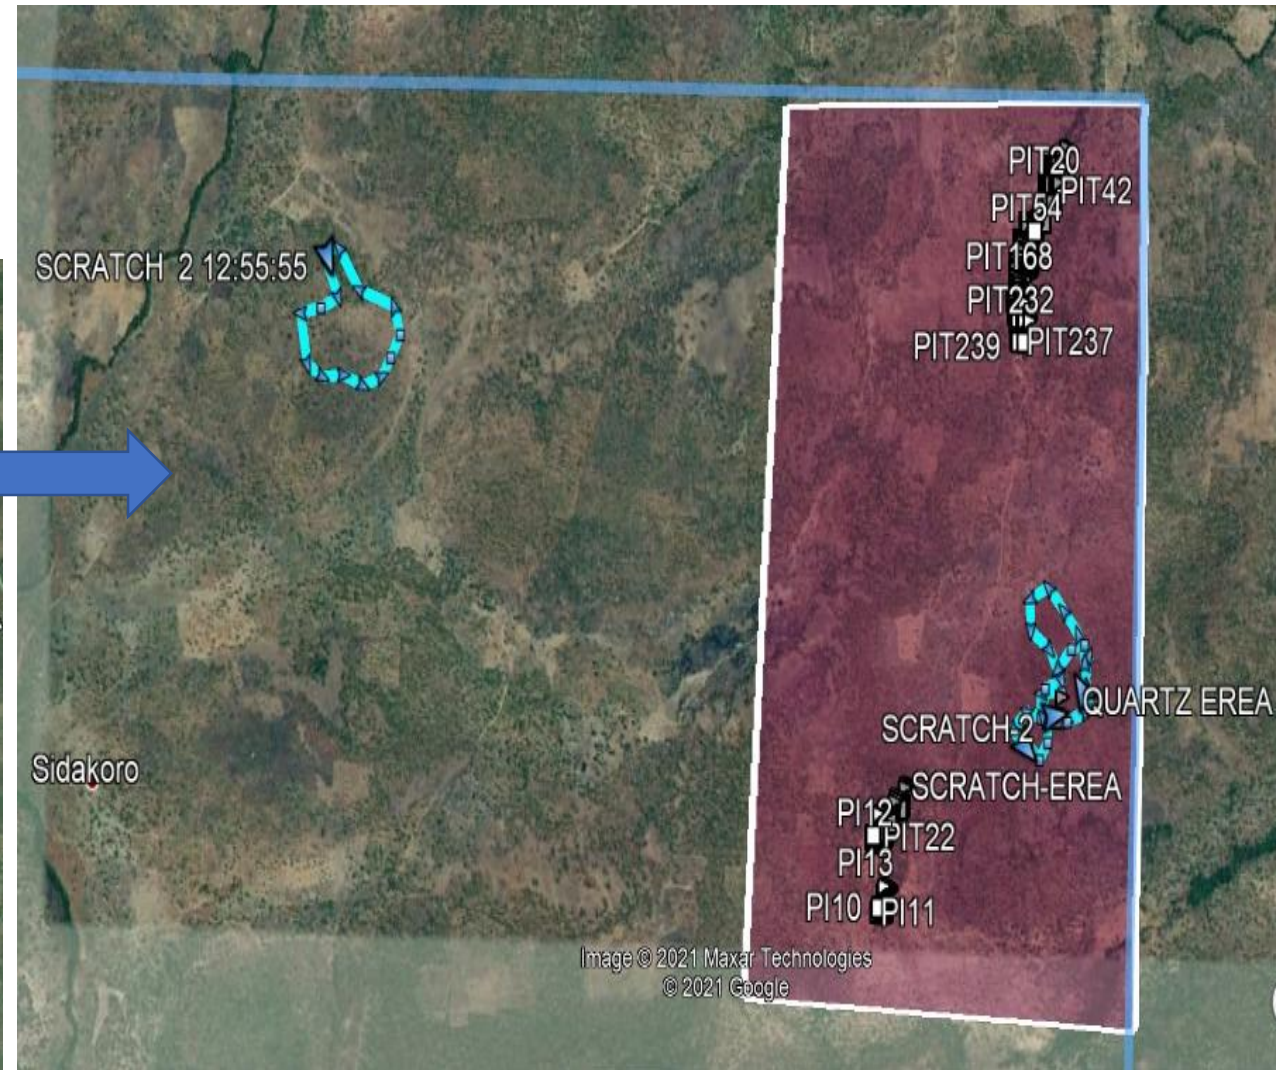 PIT20
PIT42
PIT54
PIT168
SCRATCH 2 12:55:55
PIT232
PIT239
PIT237
QUARTZ EREA
SCRATCH-2
Sidakoro
SCRATCH-EREA
PI12
PIT22
PI13
PI10
PI11
Image © 2021 Maxar Technologies
© 2021 Google